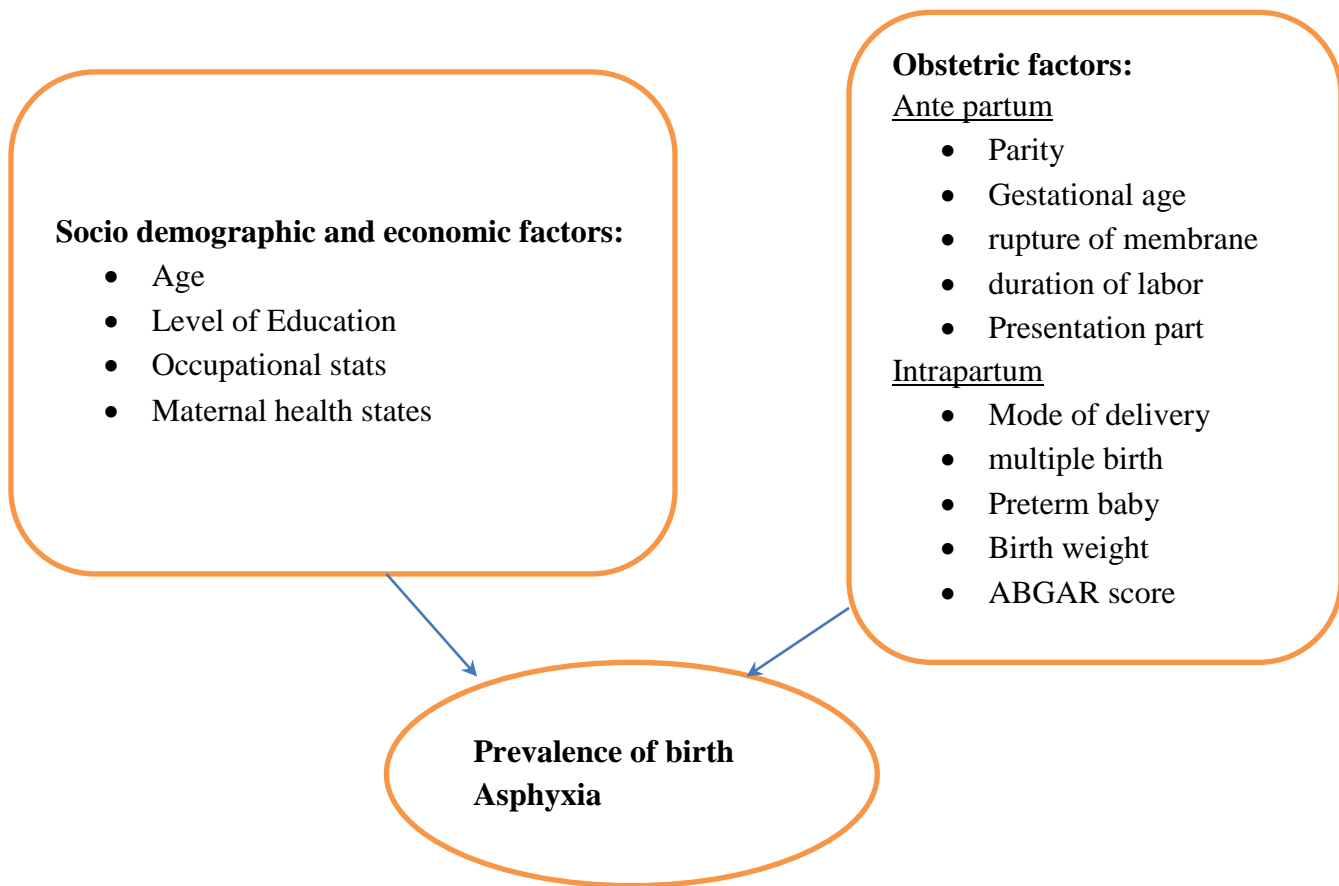 Socio demographic and economic factors:
• Age
• Level of Education
• Occupational stats
• Maternal health states
Obstetric factors:
Ante partum
• Parity
• Gestational age
• rupture of membrane
• duration of labor
• Presentation part
Intrapartum
• Mode of delivery
• multiple birth
• Preterm baby
• Birth weight
• ABGAR score
Prevalence of birth
Asphyxia